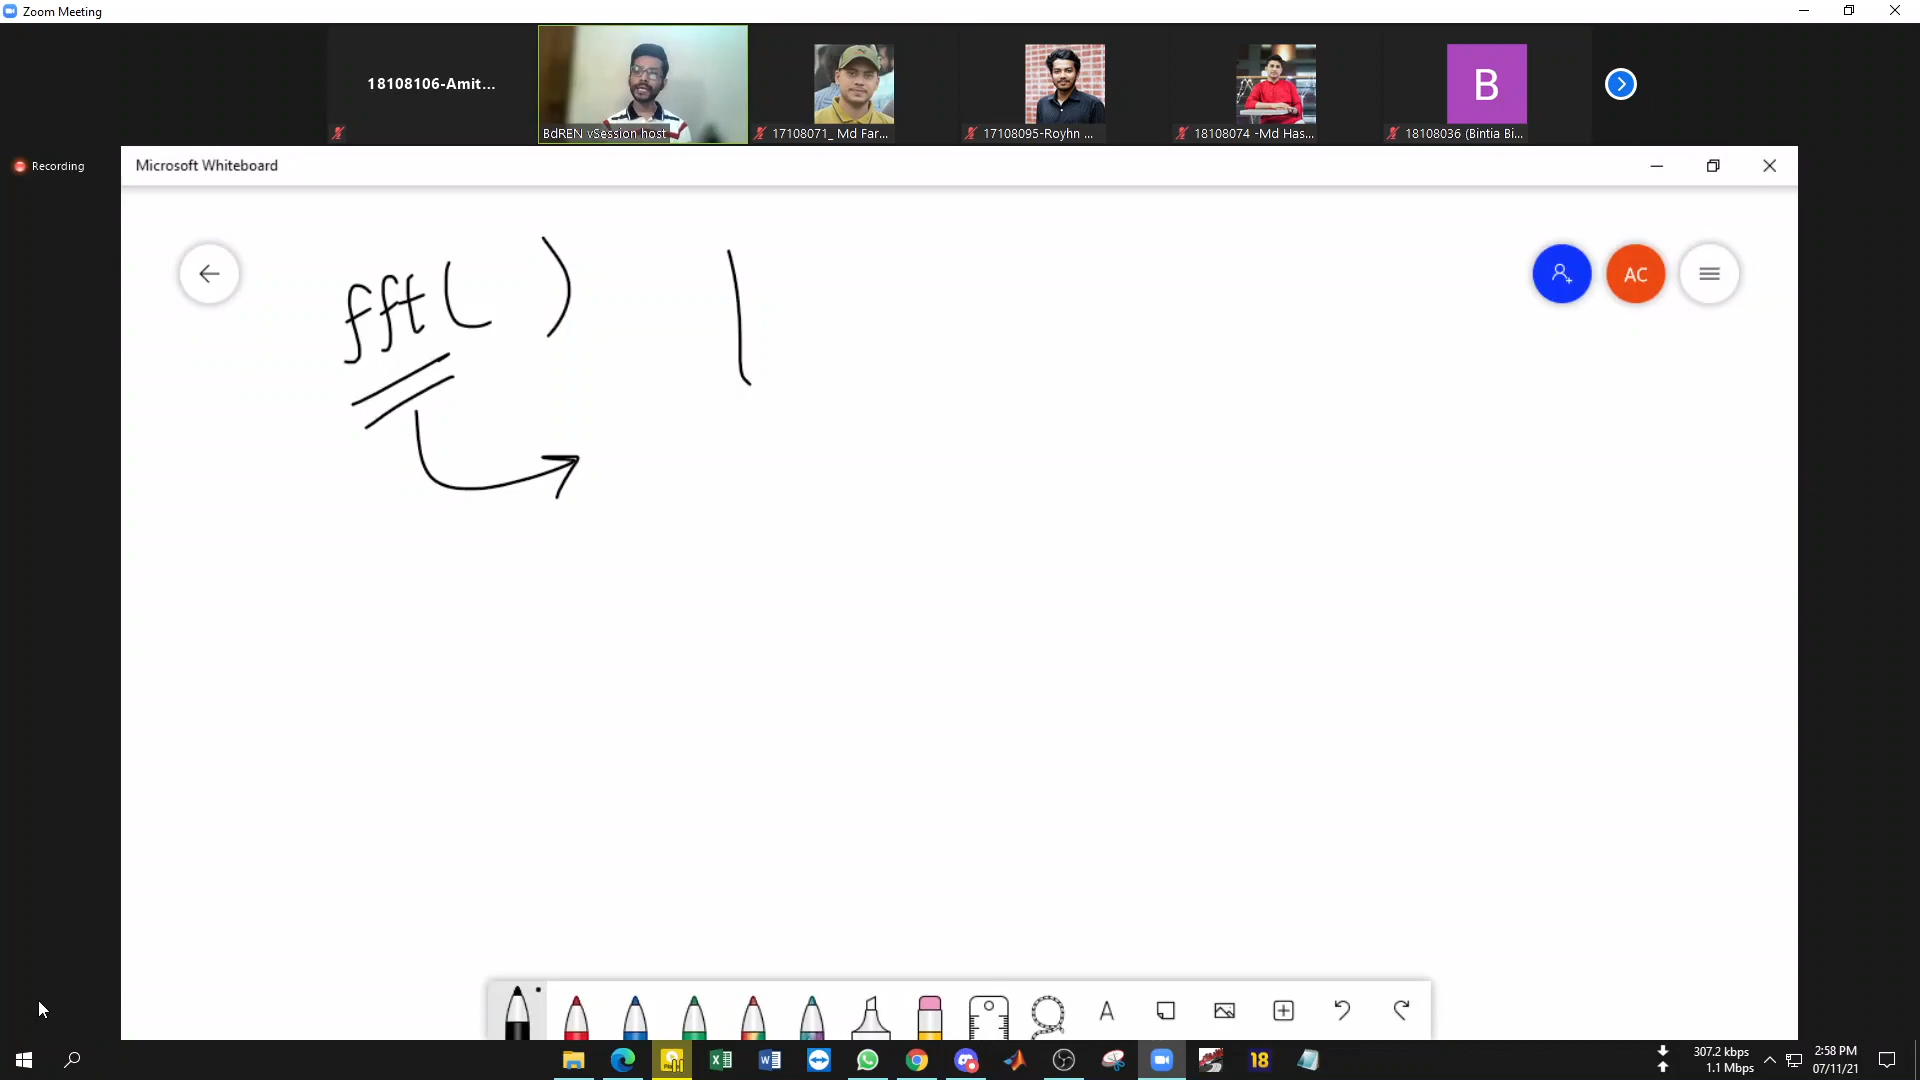 Zoom Meeting
18108106-Amit...
BdREN vSession host
17108071_ Md Far...
17108095-Royhn ...
18108074 -Md Has...
B
18108036 (Bintia Bi...
Recording
Microsoft Whiteboard
fft( )
AC
A
18
307.2 kbps
1.1 Mbps
2:58 PM
07/11/21